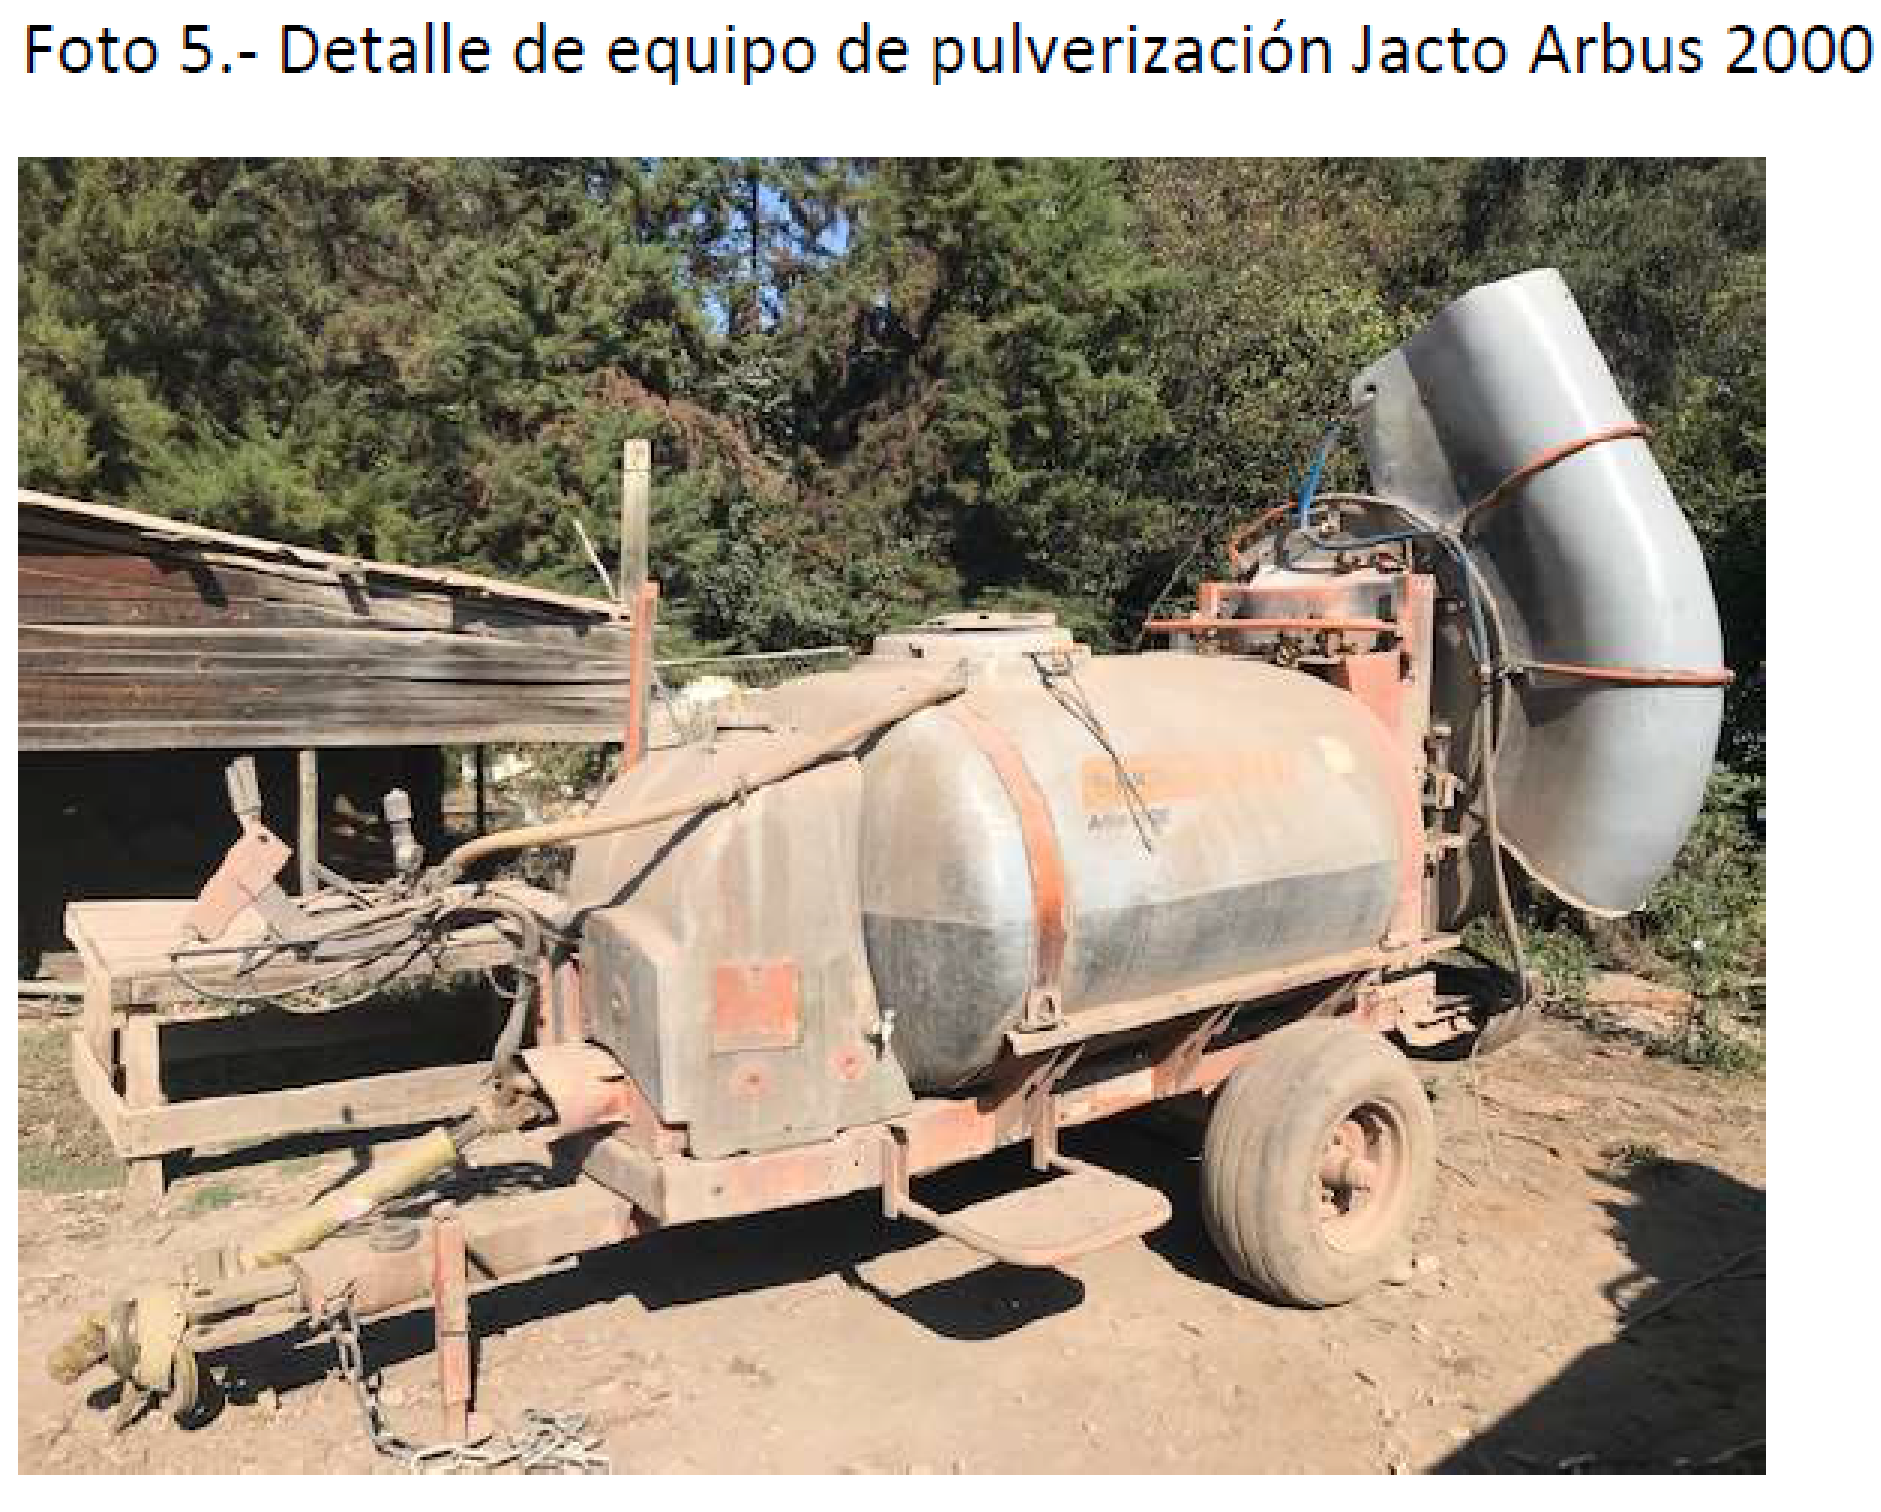 Foto 5.- Detalle de equipo de pulverización Jacto Arbus 2000